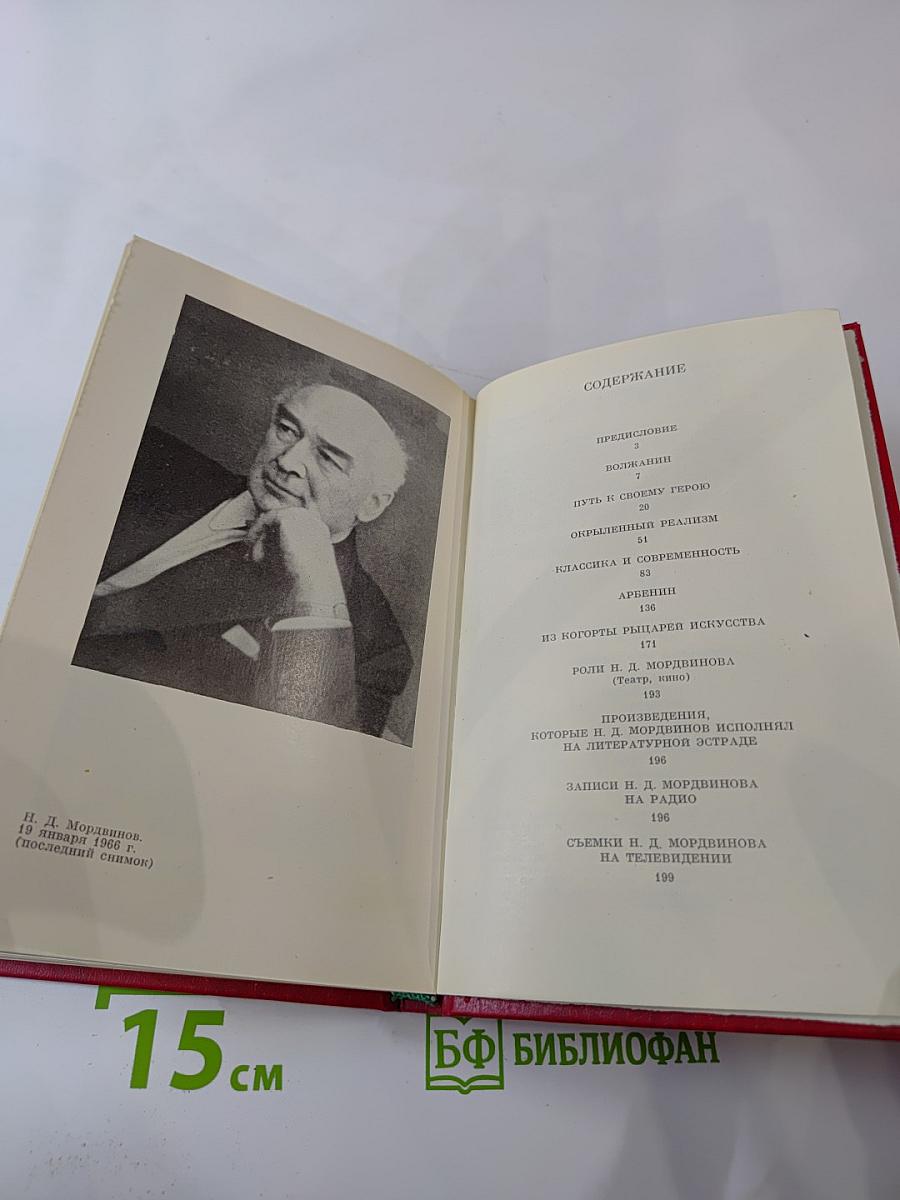 Н. Д. Мордвинов.
19 января 1966 г.
(последний снимок)
СОДЕРЖАНИЕ
ПРЕДИСЛОВИЕ
3
ВОЛЖАНИН
7
ПУТЬ К СВОЕМУ ГЕРОЮ
20
ОКРЫЛЕННЫЙ РЕАЛИЗМ
51
КЛАССИКА И СОВРЕМЕННОСТЬ
83
АРБЕНИН
136
ИЗ КОГОРТЫ РЫЦАРЕЙ ИСКУССТВА
171
РОЛИ Н. Д. МОРДВИНОВА
(Театр, кино)
193
ПРОИЗВЕДЕНИЯ,
КОТОРЫЕ Н. Д. МОРДВИНОВ ИСПОЛНЯЛ
НА ЛИТЕРАТУРНОЙ ЭСТРАДЕ
196
ЗАПИСИ Н. Д. МОРДВИНОВА
НА РАДИО
196
СЪЕМКИ Н. Д. МОРДВИНОВА
НА ТЕЛЕВИДЕНИИ
199
15 см
БФ БИБЛИОФАН